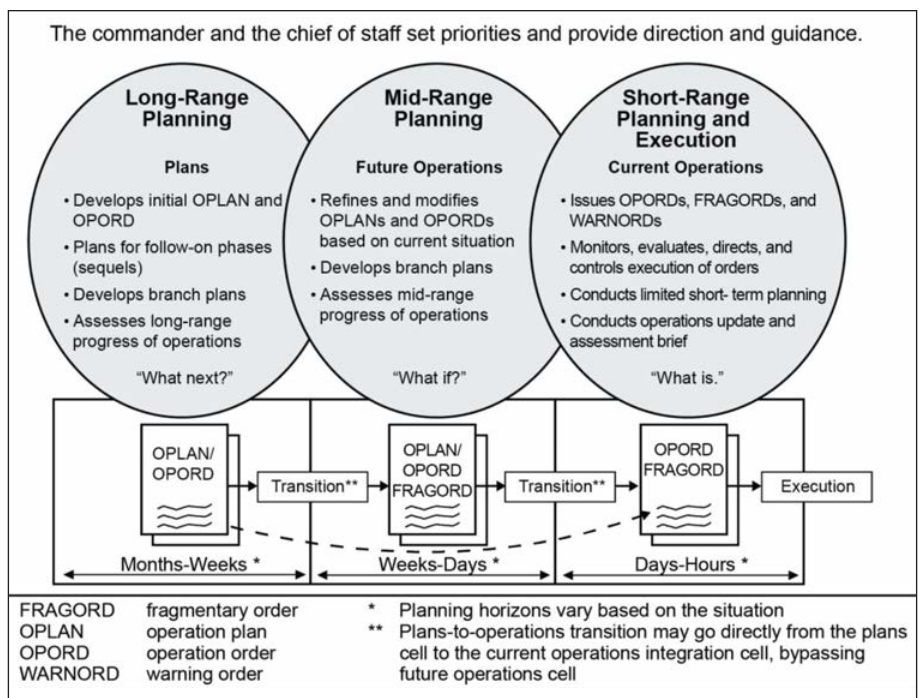 The commander and the chief of staff set priorities and provide direction and guidance.
Long-Range
Planning
Plans
• Develops initial OPLAN and
OPORD
• Plans for follow-on phases
(sequels)
• Develops branch plans
• Assesses long-range
progress of operations
“What next?”
Mid-Range
Planning
Future Operations
• Refines and modifies
OPLANs and OPORDs
based on current situation
• Develops branch plans
• Assesses mid-range
progress of operations
“What if?”
Short-Range
Planning and
Execution
Current Operations
• Issues OPORDs, FRAGORDs, and
WARNORDs
• Monitors, evaluates, directs, and
controls execution of orders
• Conducts limited short- term planning
• Conducts operations update and
assessment brief
“What is.”
OPLAN/
OPORD
Transition**
OPLAN/
OPORD
FRAGORD
Transition**
OPORD
FRAGORD
Execution
Months-Weeks *
Weeks-Days *
Days-Hours *
FRAGORD fragmentary order
OPLAN operation plan
OPORD operation order
WARNORD warning order
* Planning horizons vary based on the situation
** Plans-to-operations transition may go directly from the plans
cell to the current operations integration cell, bypassing
future operations cell